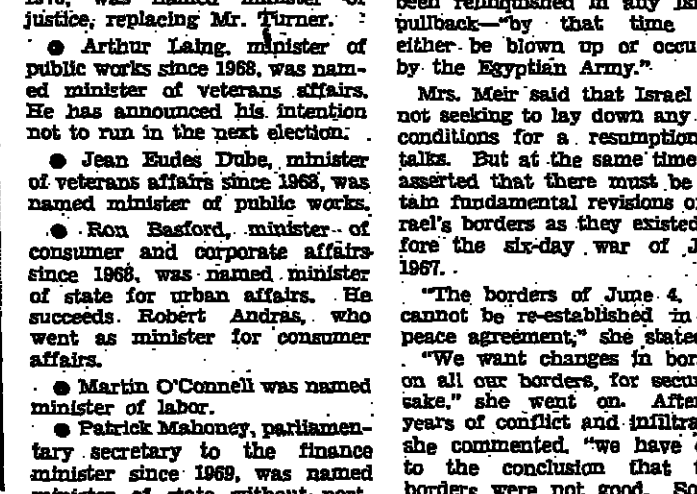 justice, replacing Mr. Turner.
● Arthur Laing, minister of
public works since 1968, was nam-
ed minister of veterans affairs.
He has announced his intention
not to run in the next election.
● Jean Eudes Dube, minister
of veterans affairs since 1968, was
named minister of public works.
● Ron Basford, minister of
consumer and corporate affairs
since 1968, was named minister
of state for urban affairs. He
succeeds Robert Andras, who
went as minister for consumer
affairs.
● Martin O'Connell was named
minister of labor.
● Patrick Mahoney, parliamen-
tary secretary to the finance
minister since 1969, was named
minister of state without
been relinquished in any
pullback—"by that time
either be blown up or
by the Egyptian Army."
Mrs. Meir said that Israel
not seeking to lay down any
conditions for a resumption
talks. But at the same time
asserted that there must be
tain fundamental revisions
rael's borders as they existed
fore the six-day war of
1967.
"The borders of June 4,
cannot be re-established in
peace agreement," she stated
"We want changes in
on all our borders, for
sake," she went on. After
years of conflict and
she commented, "we have
to the conclusion that
borders were not good.